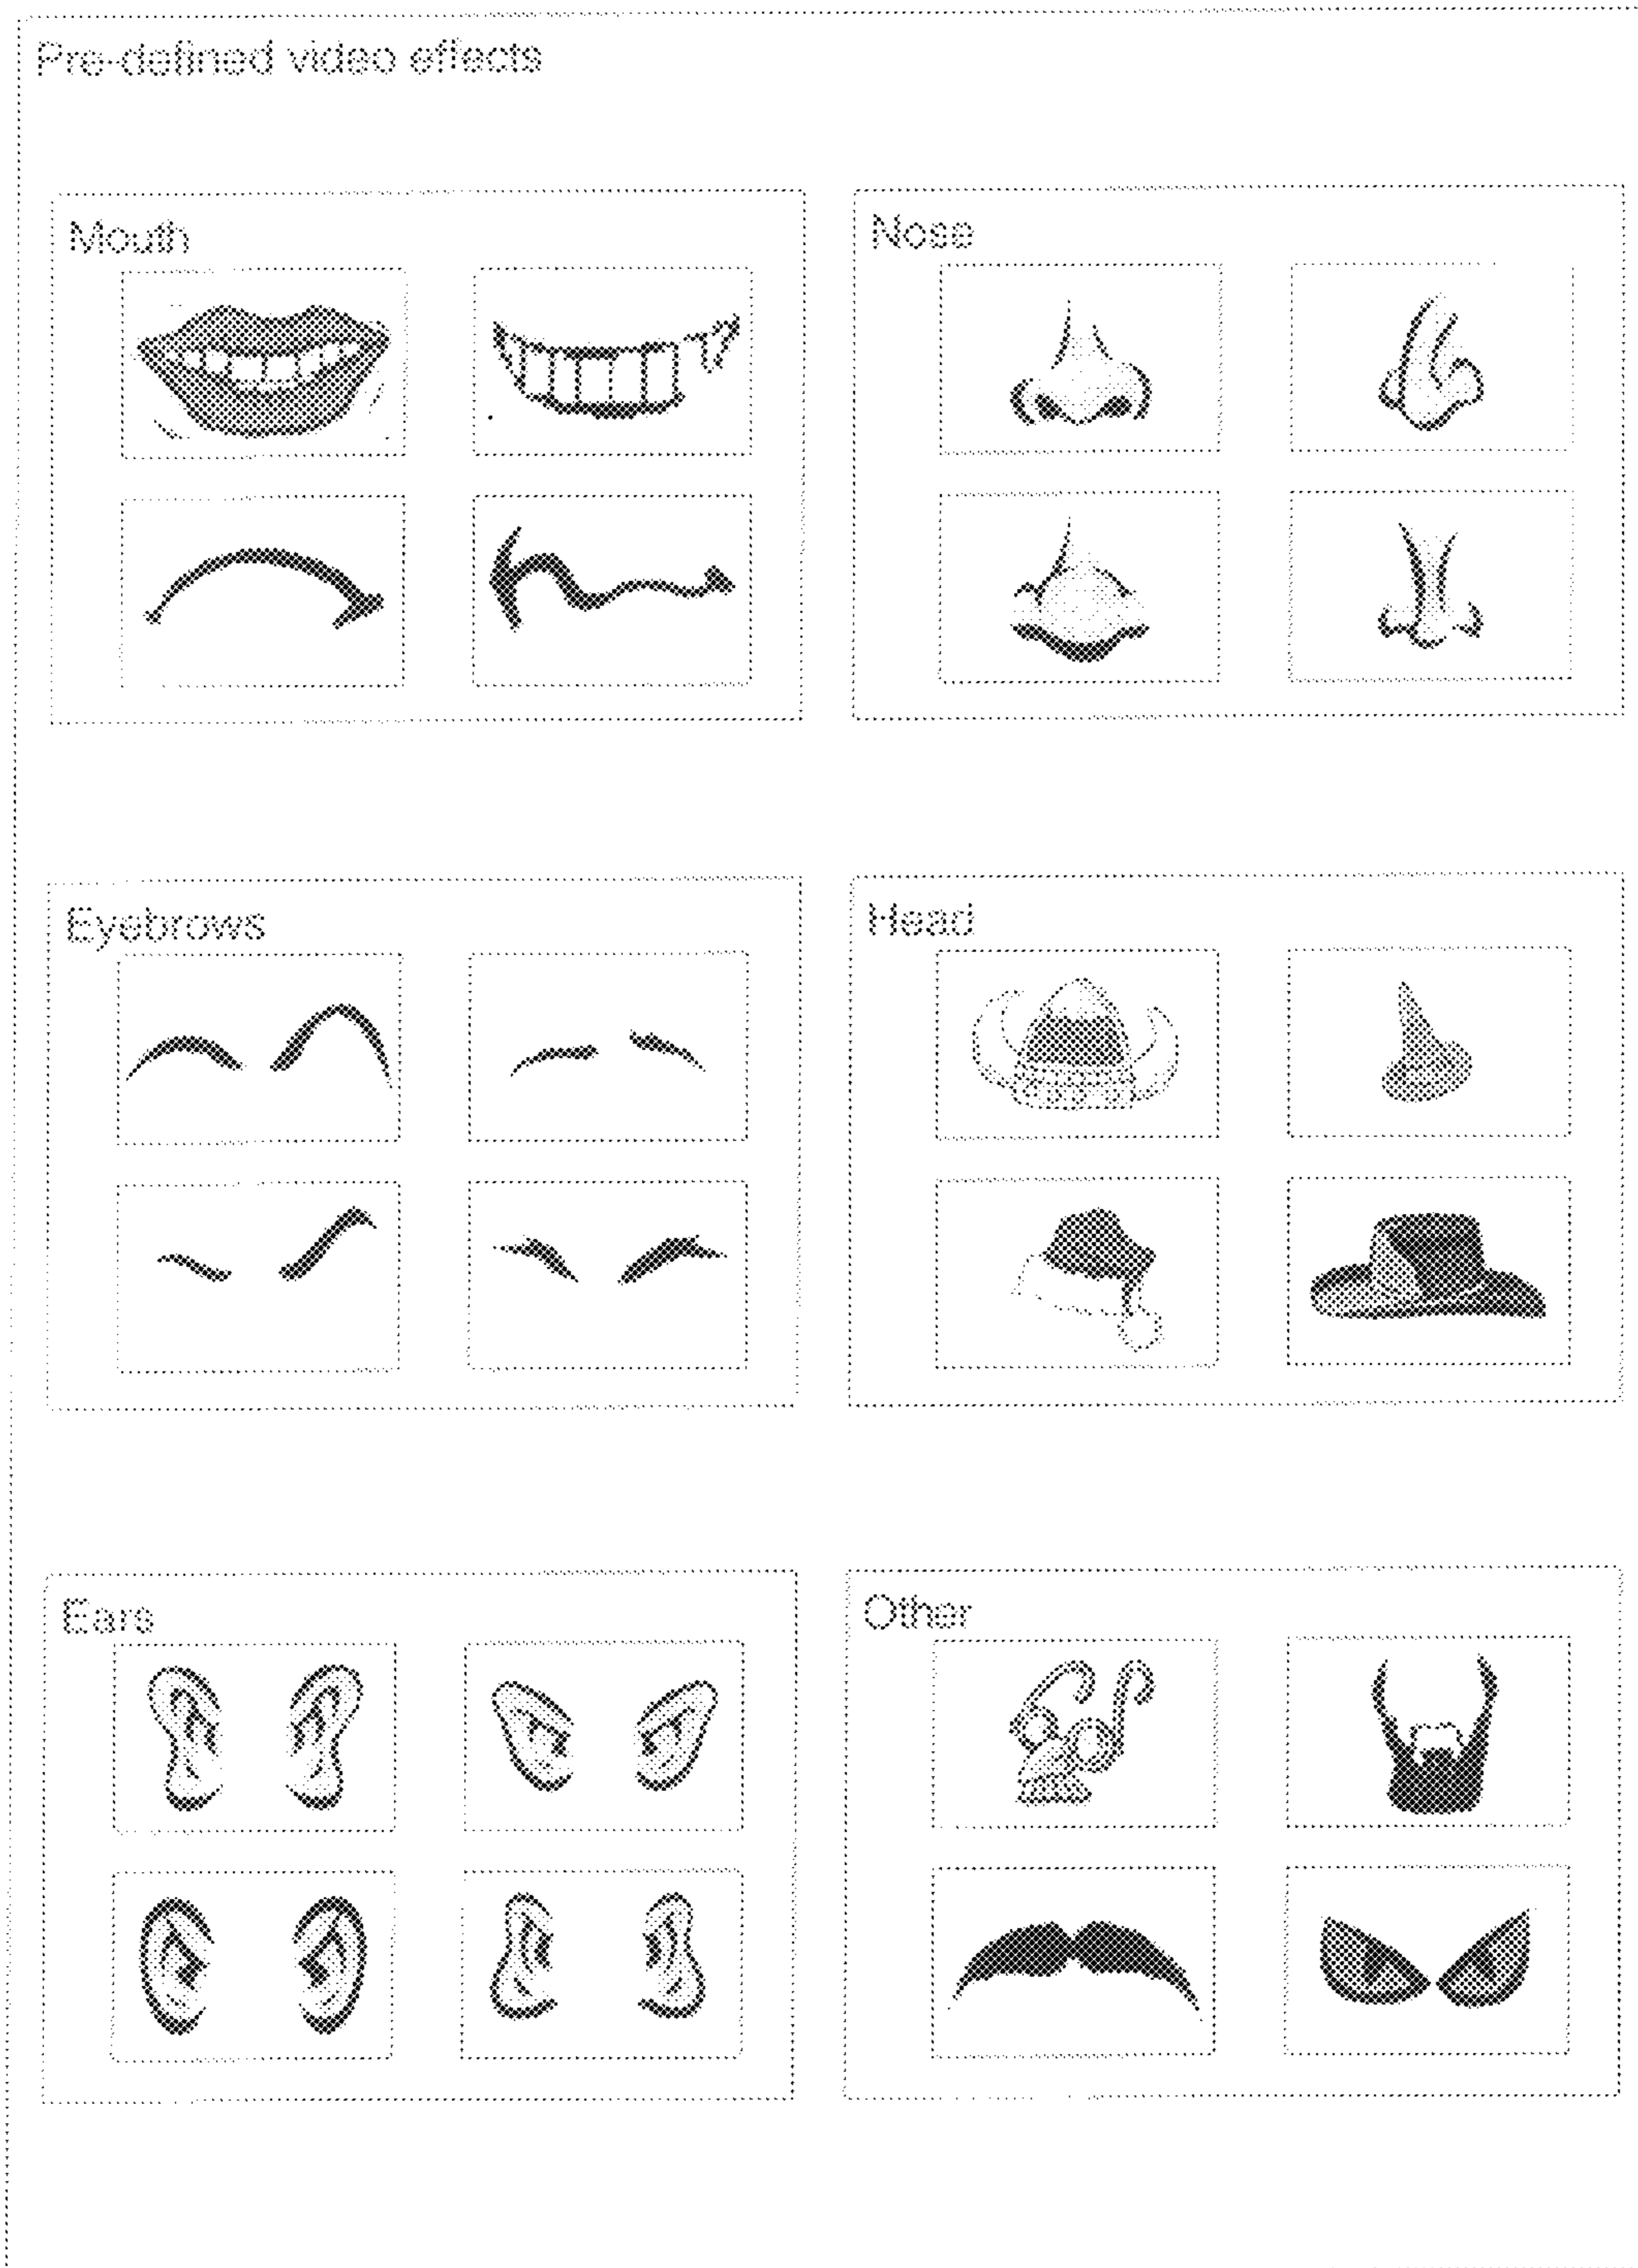 Pre-defined video effects
Mouth
Nose
Eyebrows
Head
Ears
Other